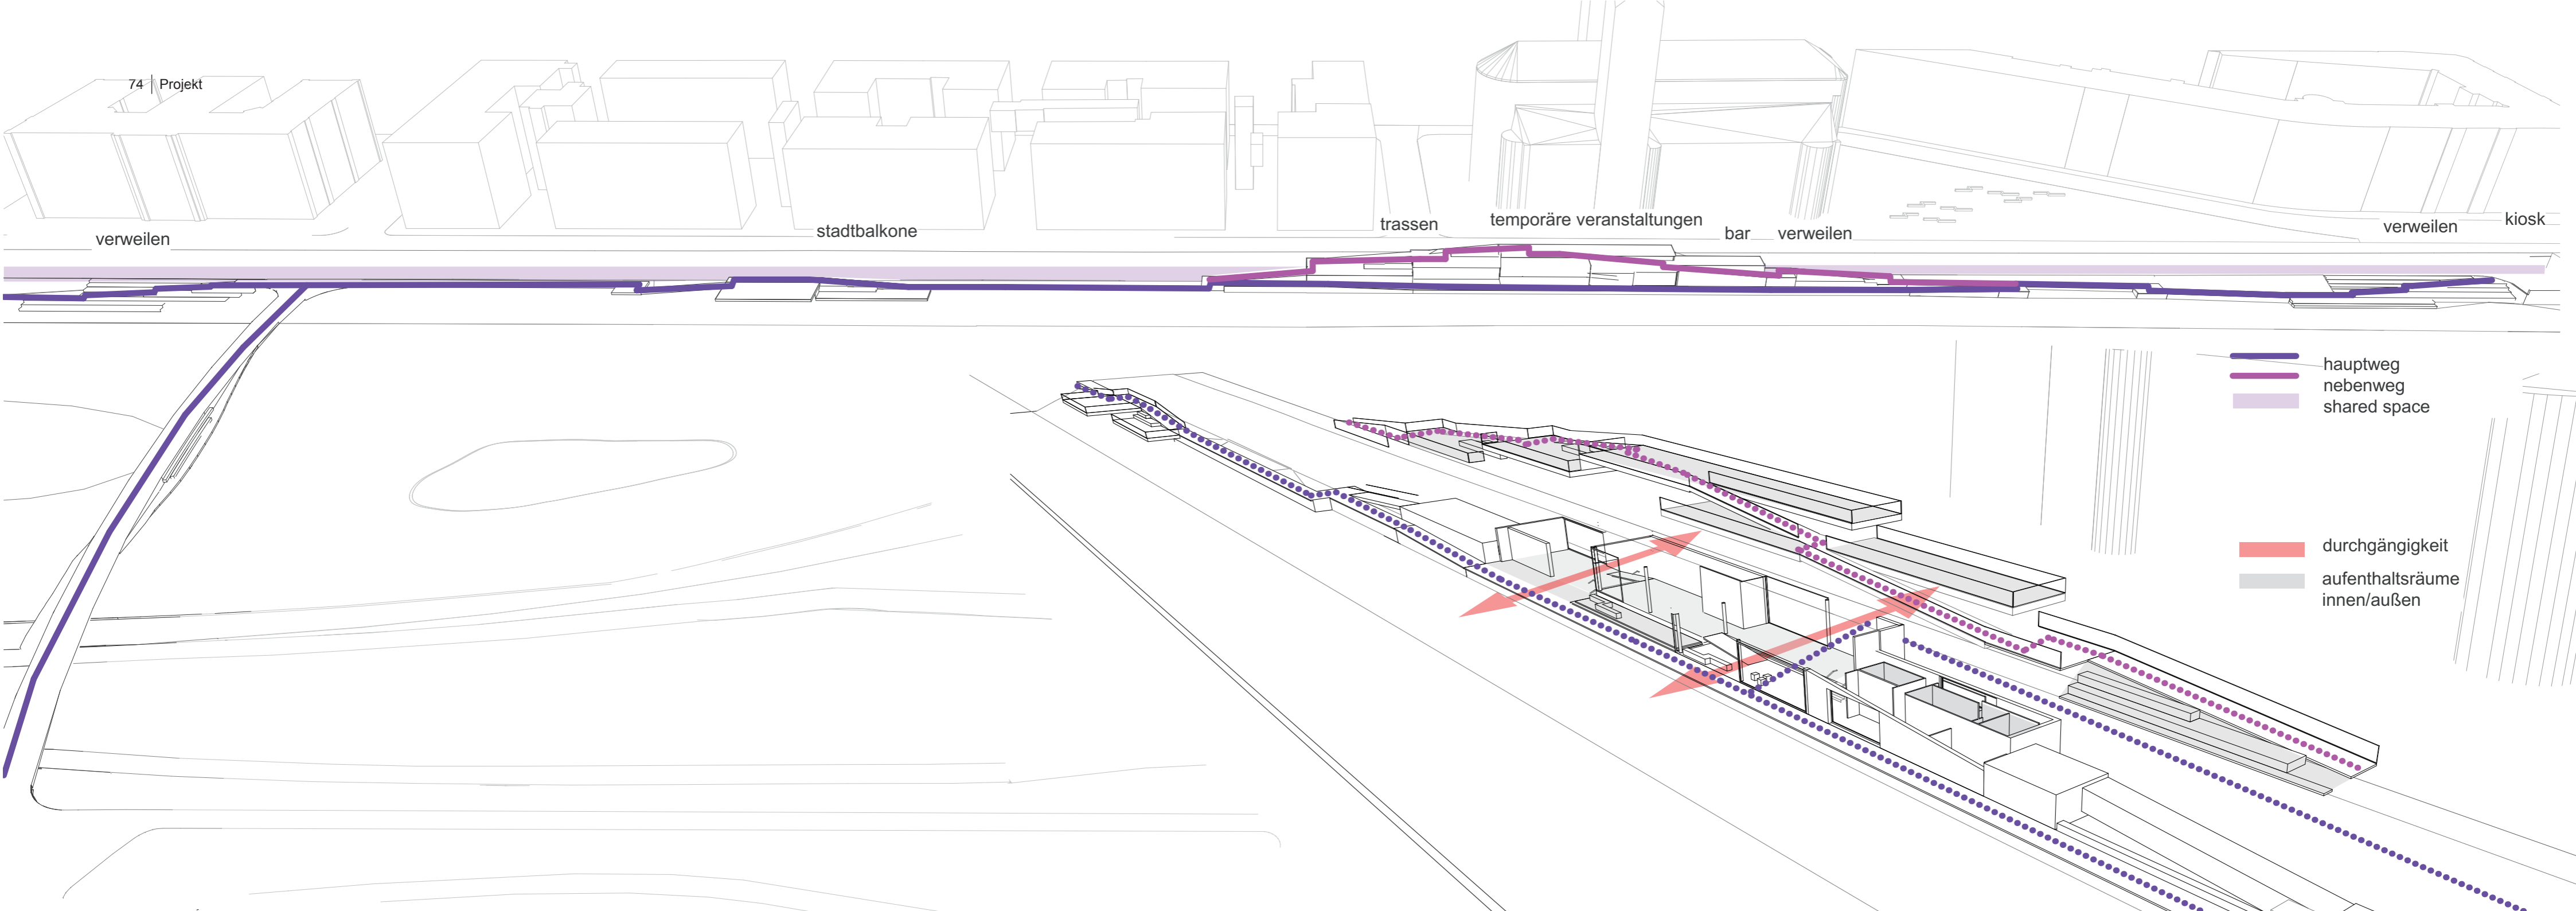 74 | Projekt
verweilen
stadtbalkone
trassen
temporäre veranstaltungen
bar
verweilen
verweilen
kiosk
hauptweg
nebenweg
shared space
durchgängigkeit
aufenthaltsräume
innen/außen